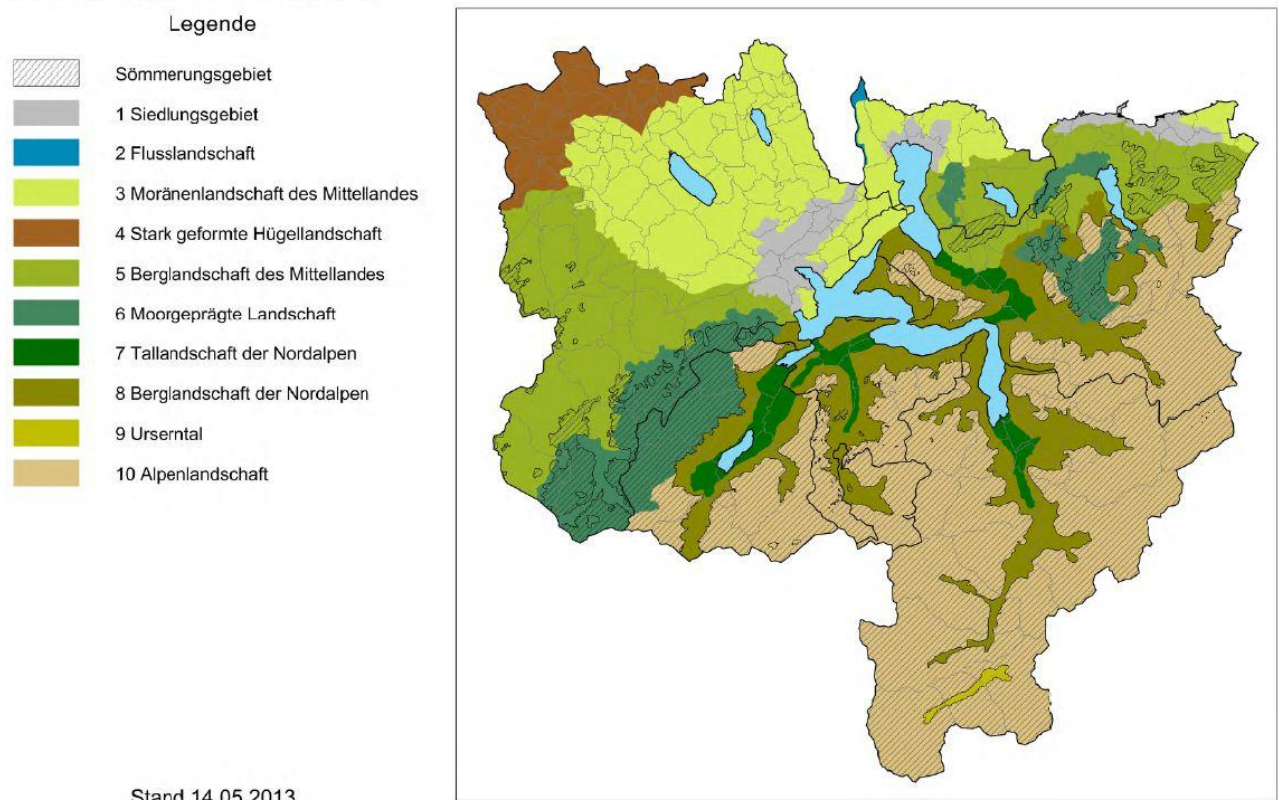 Legende
Sömmerungsgebiet
1 Siedlungsgebiet
2 Flusslandschaft
3 Moränenlandschaft des Mittellandes
4 Stark geformte Hügellandschaft
5 Berglandschaft des Mittellandes
6 Moorgeprägte Landschaft
7 Tallandschaft der Nordalpen
8 Berglandschaft der Nordalpen
9 Urserntal
10 Alpenlandschaft
Stand 14.05.2013